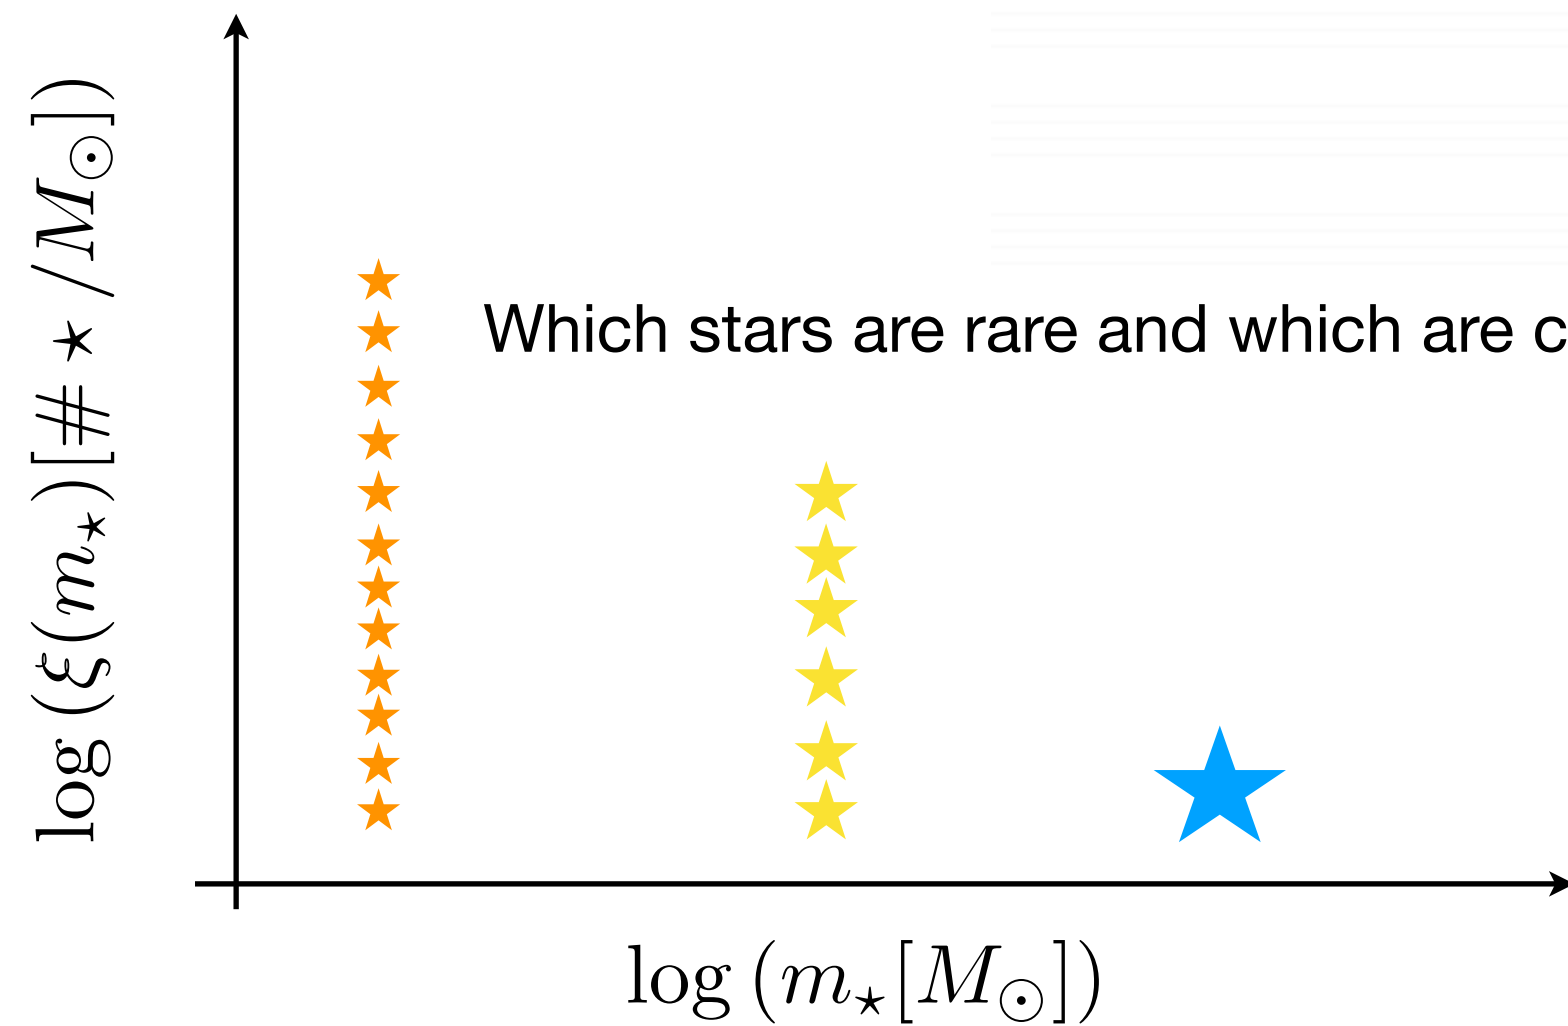 log (ξ(m⋆)[#⋆/M⊙])
Which stars are rare and which are c
log (m⋆[M⊙])